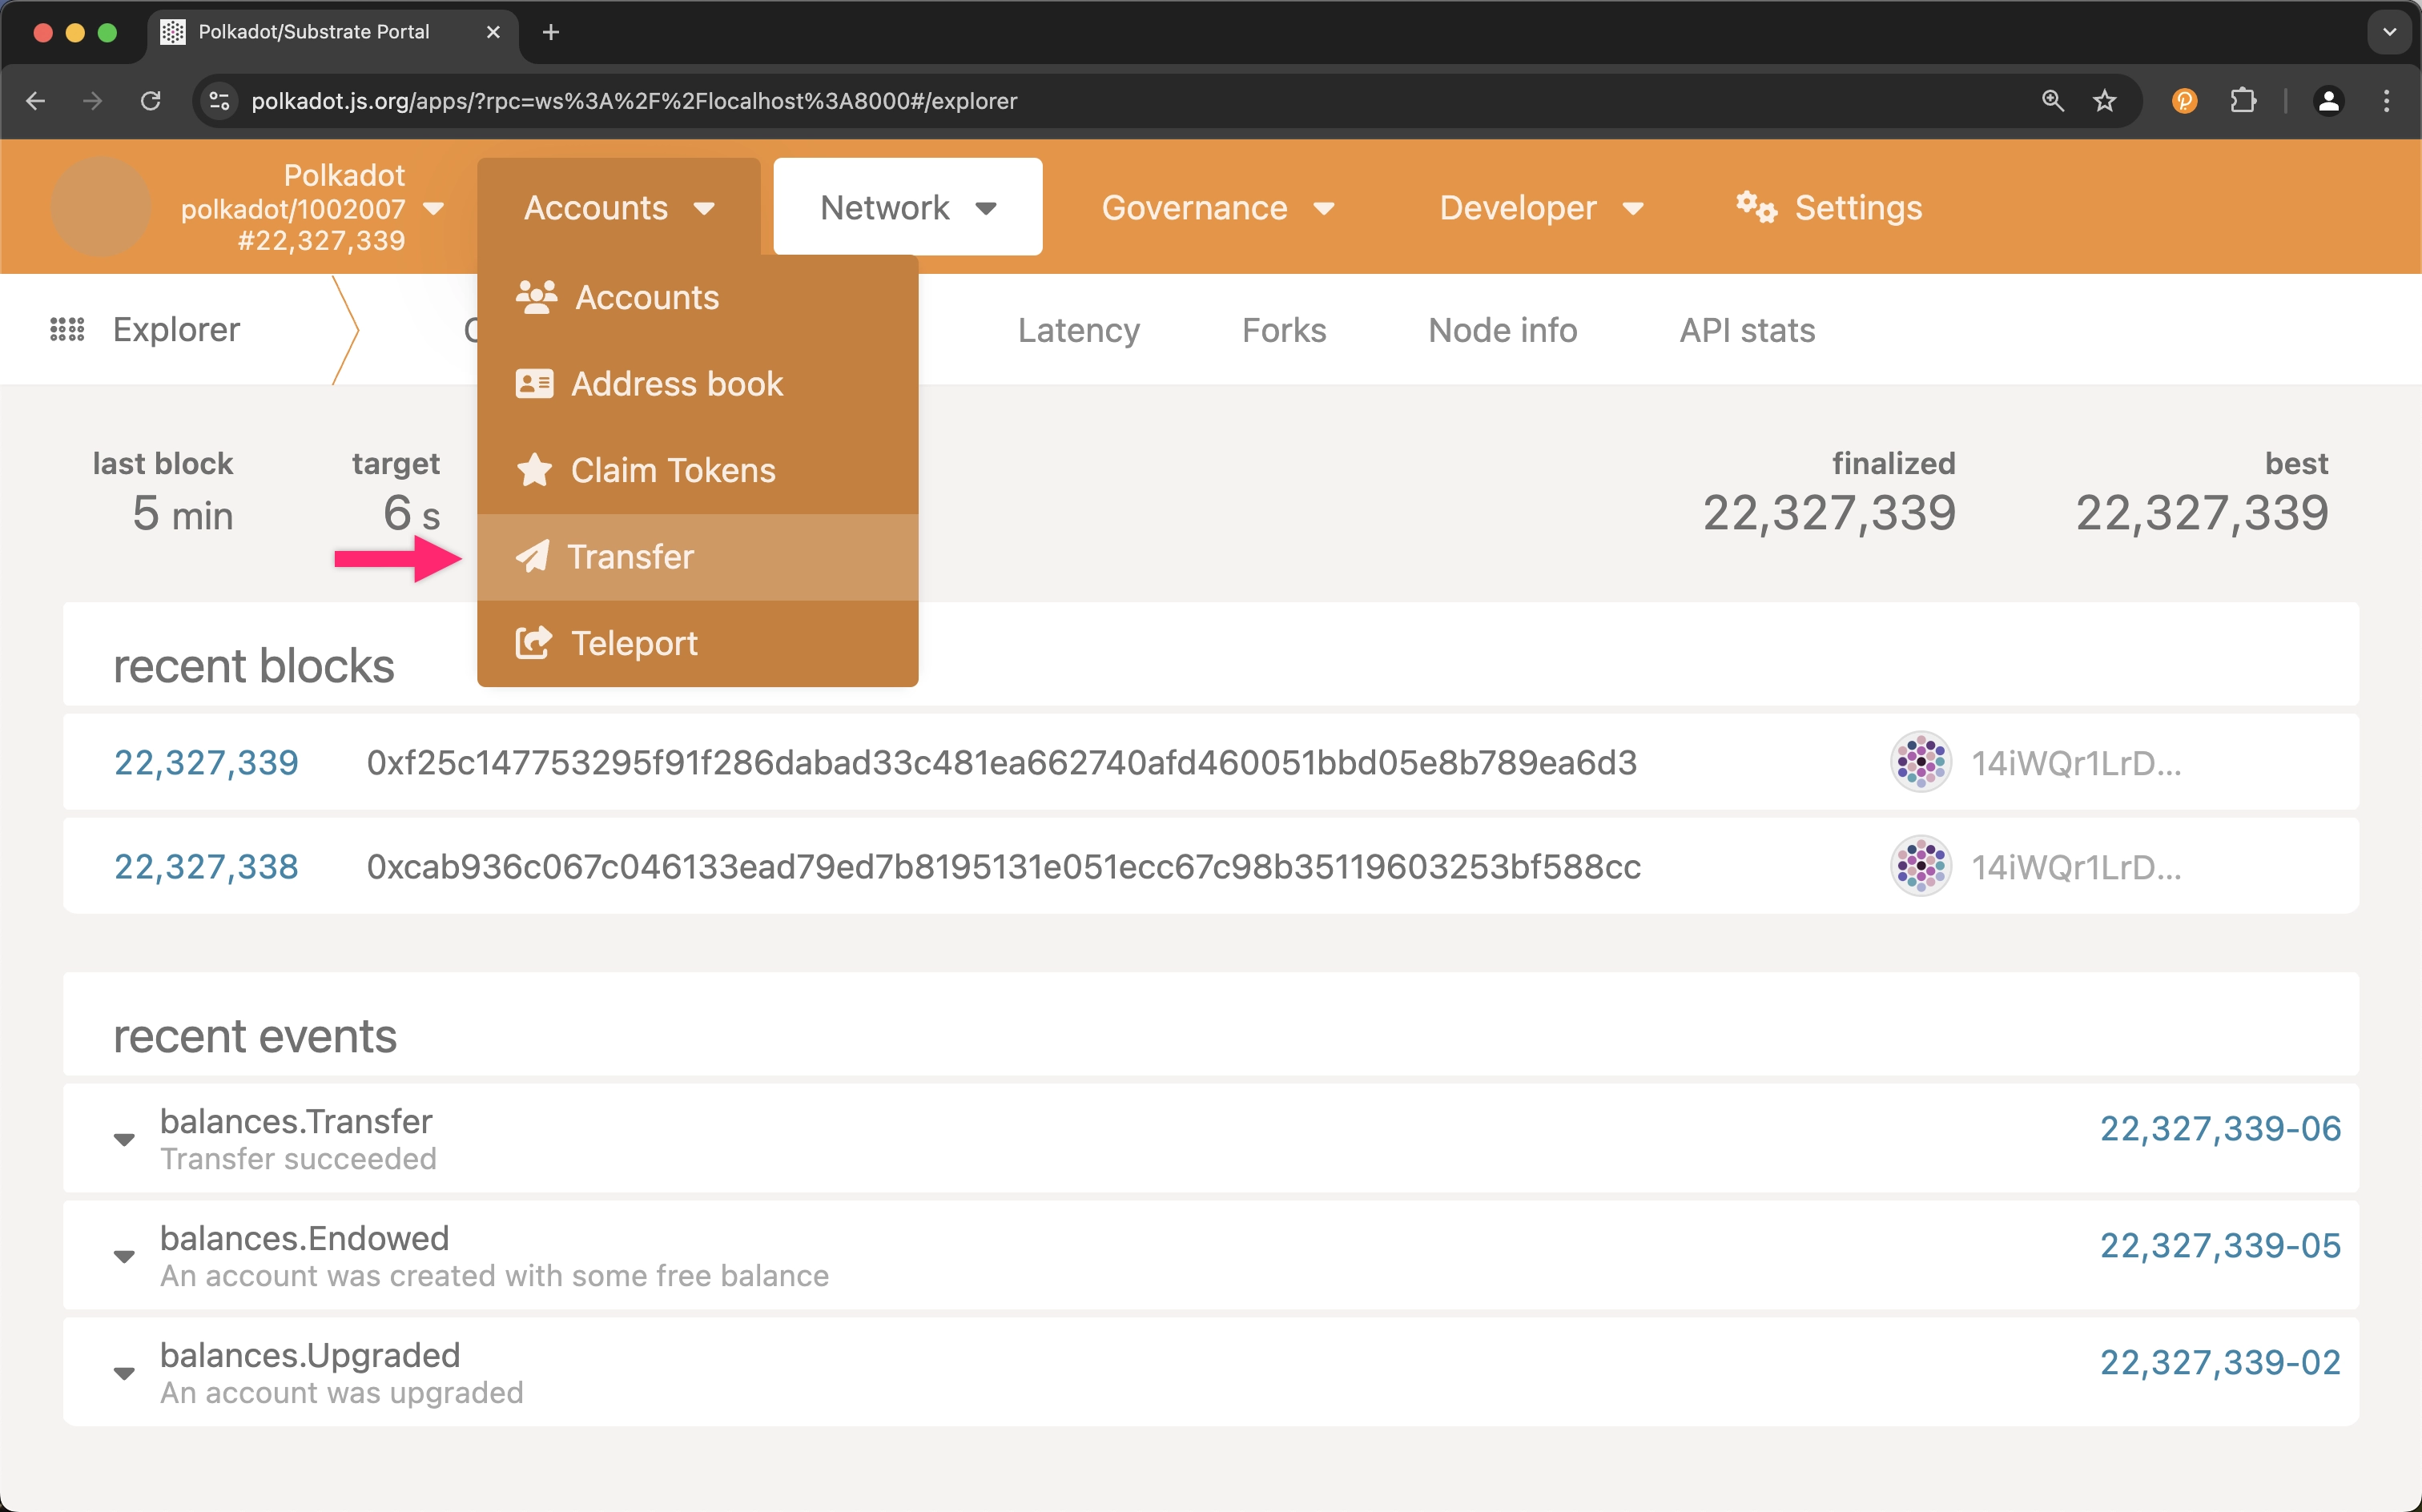 Polkadot/Substrate Portal
polkadot.js.org/apps/?rpc=ws%3A%2F%2Flocalhost%3A8000#/explorer
Polkadot
polkadot/1002007
#22,327,339
Accounts
Network
Governance
Developer
Settings
Accounts
Address book
Claim Tokens
Transfer
Teleport
Explorer
Latency
Forks
Node info
API stats
last block
5 min
target
6 s
finalized
22,327,339
best
22,327,339
recent blocks
22,327,339 0xf25c147753295f91f286dabad33c481ea662740afd460051bbd05e8b789ea6d3 14iWQr1LrD...
22,327,338 0xcab936c067c046133ead79ed7b8195131e051ecc67c98b35119603253bf588cc 14iWQr1LrD...
recent events
balances.Transfer 22,327,339-06
Transfer succeeded
balances.Endowed 22,327,339-05
An account was created with some free balance
balances.Upgraded 22,327,339-02
An account was upgraded